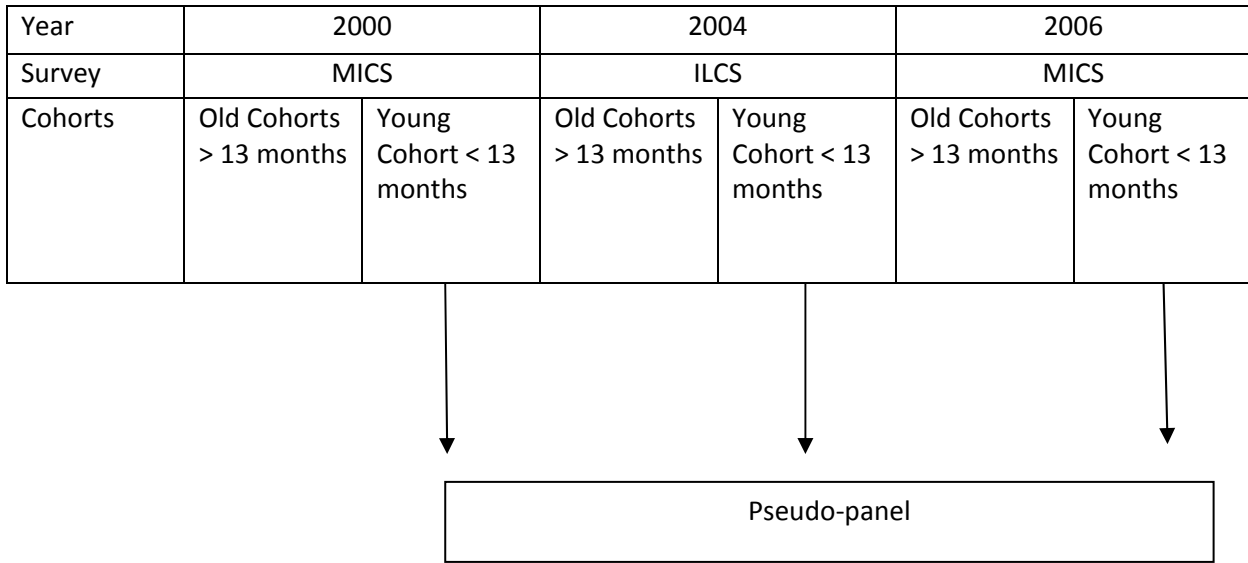 Year 2000 2004 2006
Survey MICS ILCS MICS
Cohorts Old Cohorts Young Old Cohorts Young Old Cohorts Young
> 13 months Cohort < 13 > 13 months Cohort < 13 > 13 months Cohort < 13
months months months
Pseudo-panel